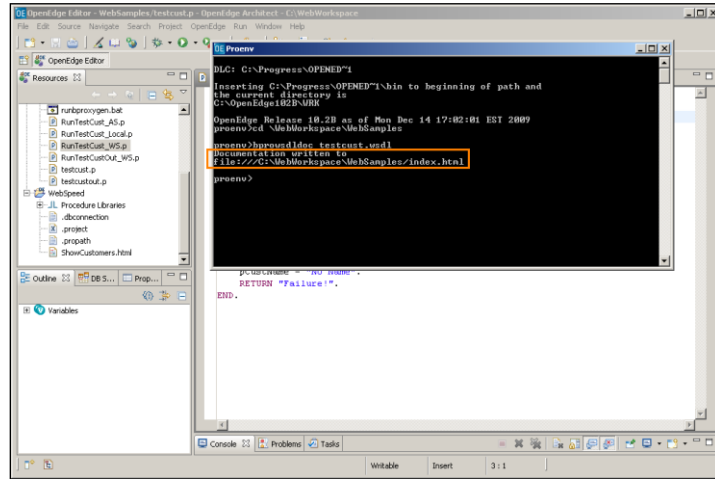 OpenEdge Editor - WebSamples/testcust.p - OpenEdge Architect - C:\WebWorkspace
File Edit Source Navigate Search Project OpenEdge Run Window Help
OpenEdge Editor
Resources
runbproxygen.bat
RunTestCust_AS.p
RunTestCust_Local.p
RunTestCust_WS.p
RunTestCustOut_WS.p
testcust.p
testcustout.p
WebSpeed
Procedure Libraries
.dbconnection
.project
.propath
ShowCustomers.html
Outline
DB S...
Prop...
Variables
Proenv
DLC: C:\Progress\OPENED~1
Inserting C:\Progress\OPENED~1\bin to beginning of path and
the current directory is
C:\OpenEdge102B\WRK
OpenEdge Release 10.2B as of Mon Dec 14 17:02:01 EST 2009
proenv>cd \WebWorkspace\WebSamples
proenv>bprowsdldoc testcust.wsdl
Documentation written to
file:///C:\WebWorkspace\WebSamples/index.html
proenv>
pCustName = "No Name".
RETURN "Failure!".
END.
Console
Problems
Tasks
Writable
Insert
3 : 1